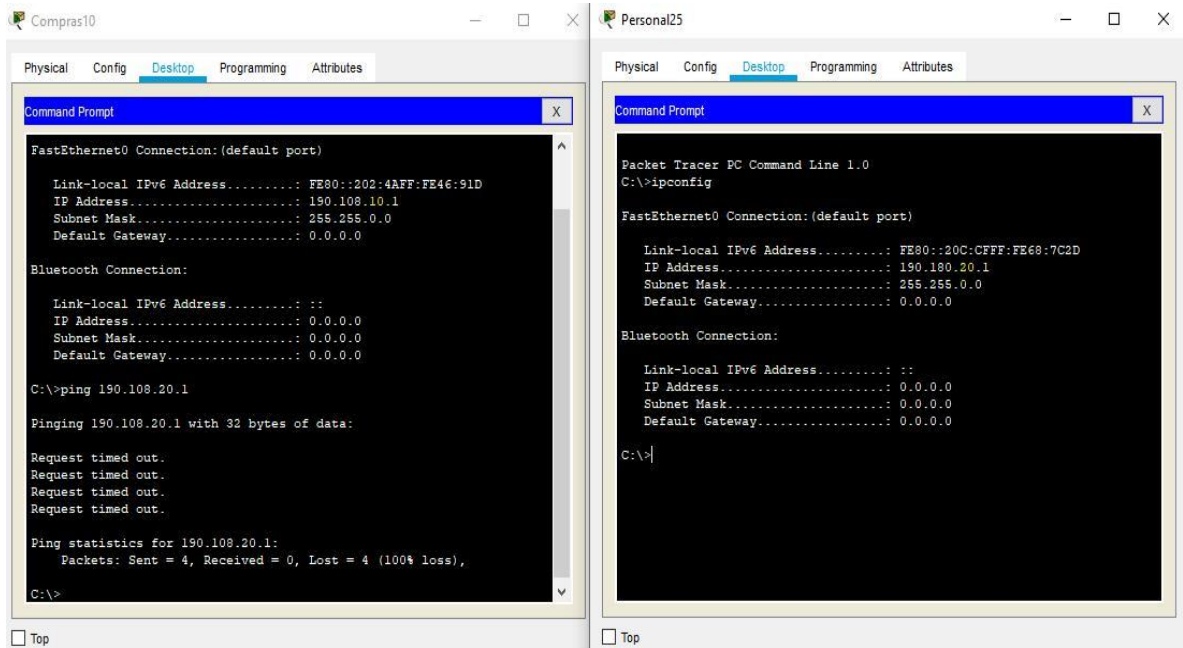 Compras10
Physical Config Desktop Programming Attributes
Command Prompt X
FastEthernet0 Connection:(default port)
Link-local IPv6 Address.........: FE80::202:4AFF:FE46:91D
IP Address......................: 190.108.10.1
Subnet Mask.....................: 255.255.0.0
Default Gateway.................: 0.0.0.0
Bluetooth Connection:
Link-local IPv6 Address.........: ::
IP Address......................: 0.0.0.0
Subnet Mask.....................: 0.0.0.0
Default Gateway.................: 0.0.0.0
C:\>ping 190.108.20.1
Pinging 190.108.20.1 with 32 bytes of data:
Request timed out.
Request timed out.
Request timed out.
Request timed out.
Ping statistics for 190.108.20.1:
Packets: Sent = 4, Received = 0, Lost = 4 (100% loss),
C:\>
Top
Personal25
Physical Config Desktop Programming Attributes
Command Prompt X
Packet Tracer PC Command Line 1.0
C:\>ipconfig
FastEthernet0 Connection:(default port)
Link-local IPv6 Address.........: FE80::20C:CFFF:FE68:7C2D
IP Address......................: 190.180.20.1
Subnet Mask.....................: 255.255.0.0
Default Gateway.................: 0.0.0.0
Bluetooth Connection:
Link-local IPv6 Address.........: ::
IP Address......................: 0.0.0.0
Subnet Mask.....................: 0.0.0.0
Default Gateway.................: 0.0.0.0
C:\>
Top